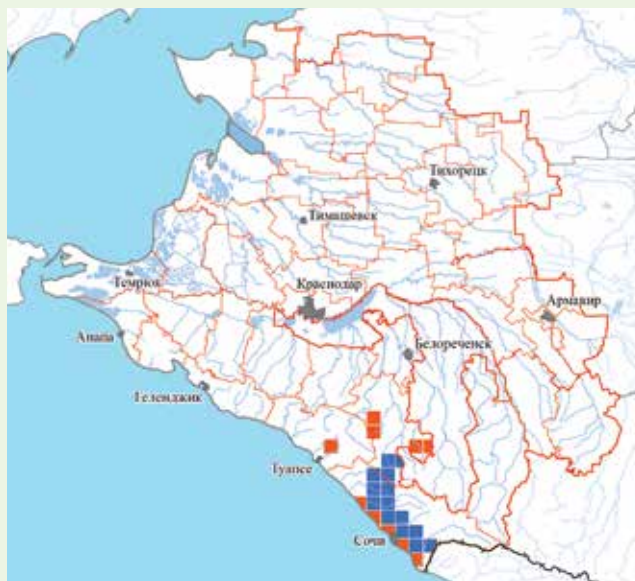 Тихорецк
Тимашевск
Темрюк
Краснодар
Армавир
Анапа
Белореченск
Геленджик
Туапсе
Сочи